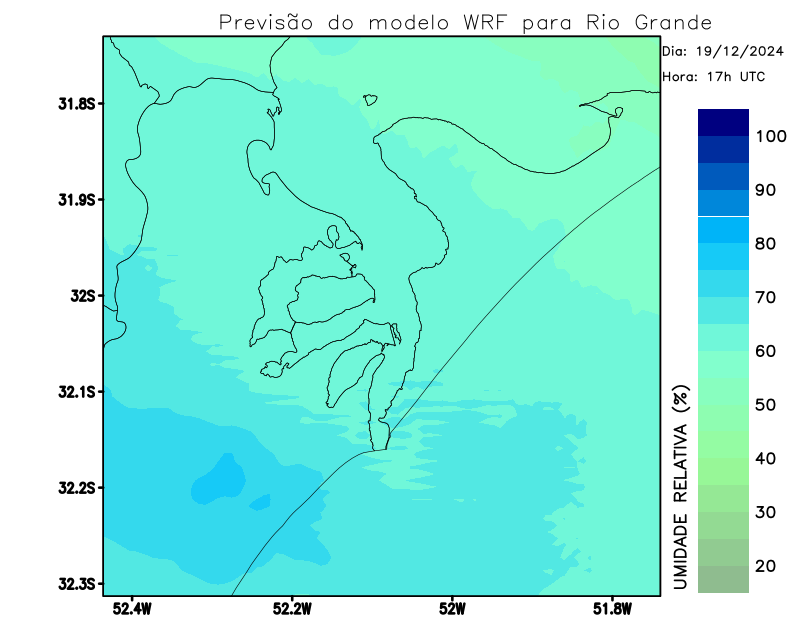 Previsão do modelo WRF para Rio Grande
Dia: 19/12/2024
Hora: 17h UTC
31.8S
31.9S
32S
32.1S
32.2S
32.3S
52.4W
52.2W
52W
51.8W
100
90
80
70
60
50
40
30
20
UMIDADE RELATIVA (%)